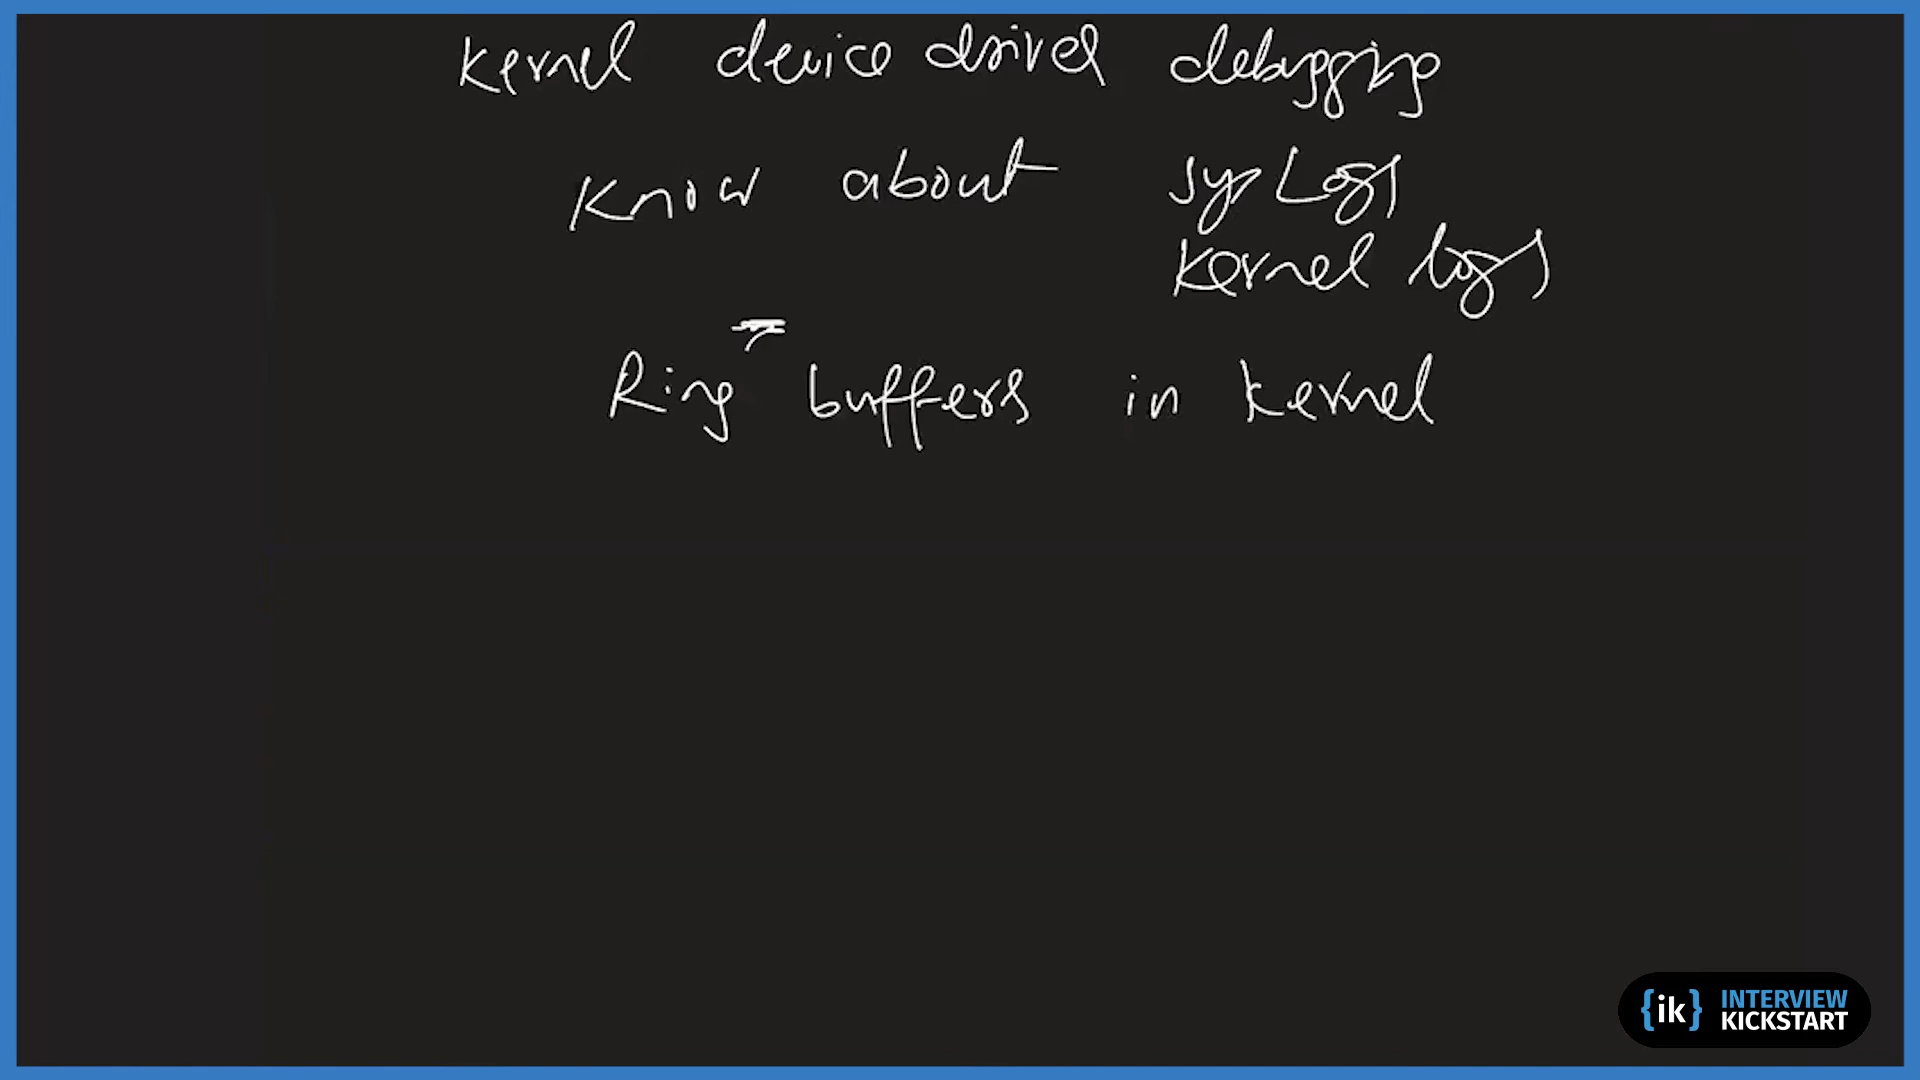 Kernel device driver debugging
Know about sysLogs
Kernel logs
Ring buffers in kernel
{ik} INTERVIEW
KICKSTART